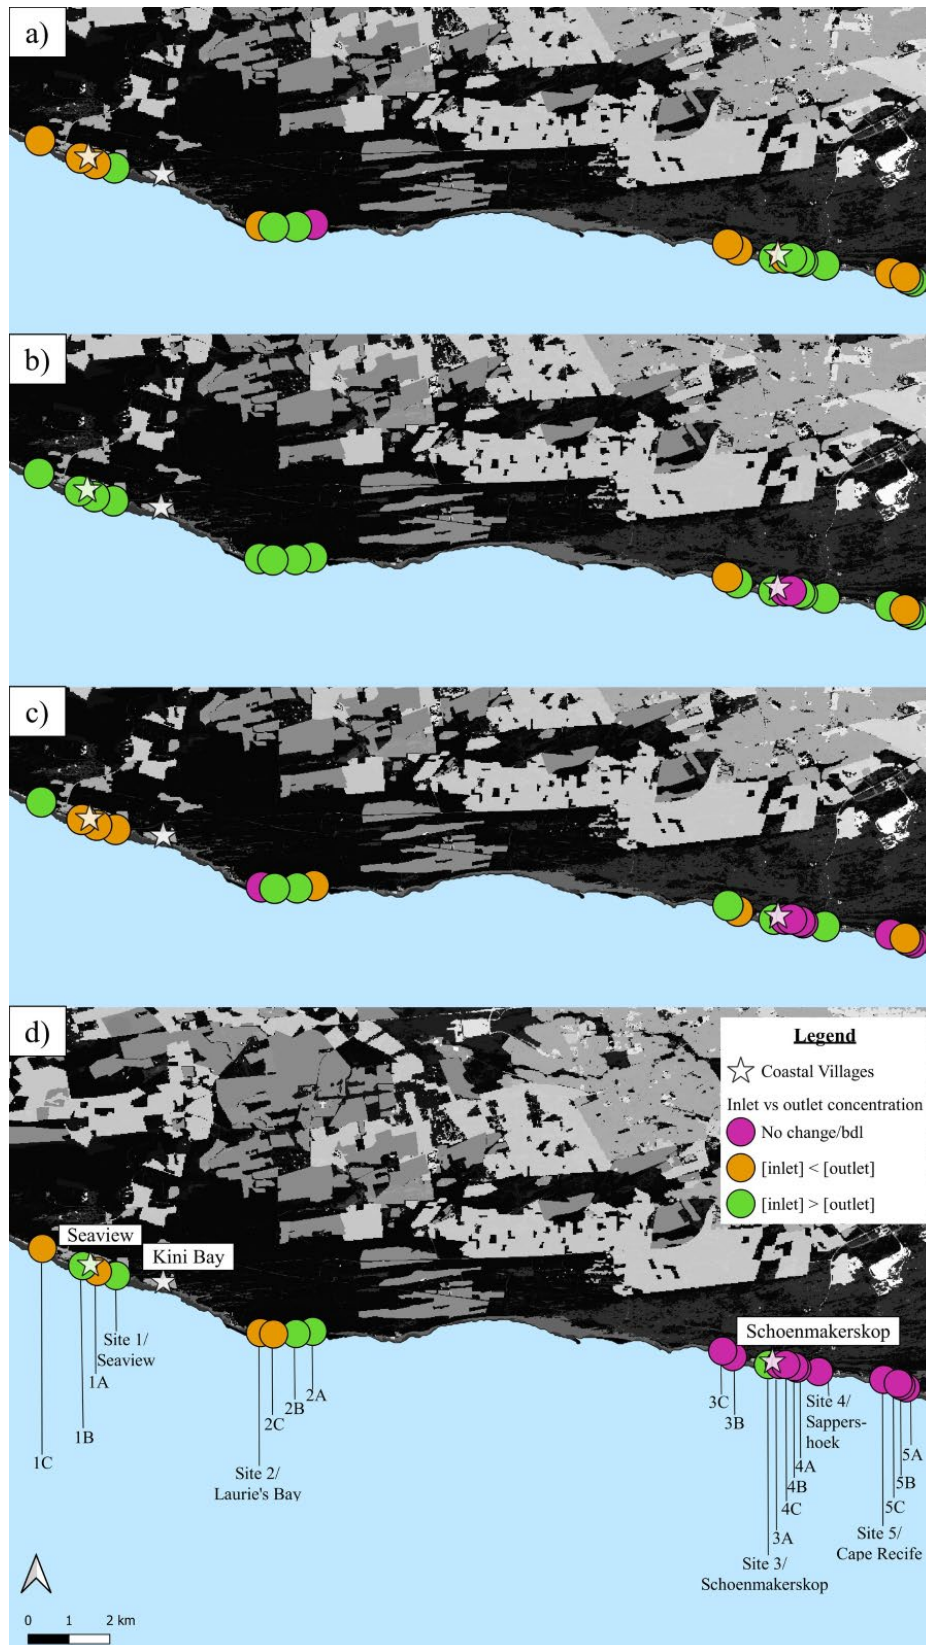 a)
b)
c)
d)
Legend
Coastal Villages
Inlet vs outlet concentration
No change/bdl
[inlet] < [outlet]
[inlet] > [outlet]
Seaview
Kini Bay
Schoenmakerskop
Site 1/
Seaview
1A
1B
1C
2A
2B
2C
Site 2/
Laurie's Bay
3C
3B
Site 4/
Sappers-
hoek
4A
4B
4C
3A
Site 3/
Schoenmakerskop
5A
5B
5C
Site 5/
Cape Recife
0 1 2 km